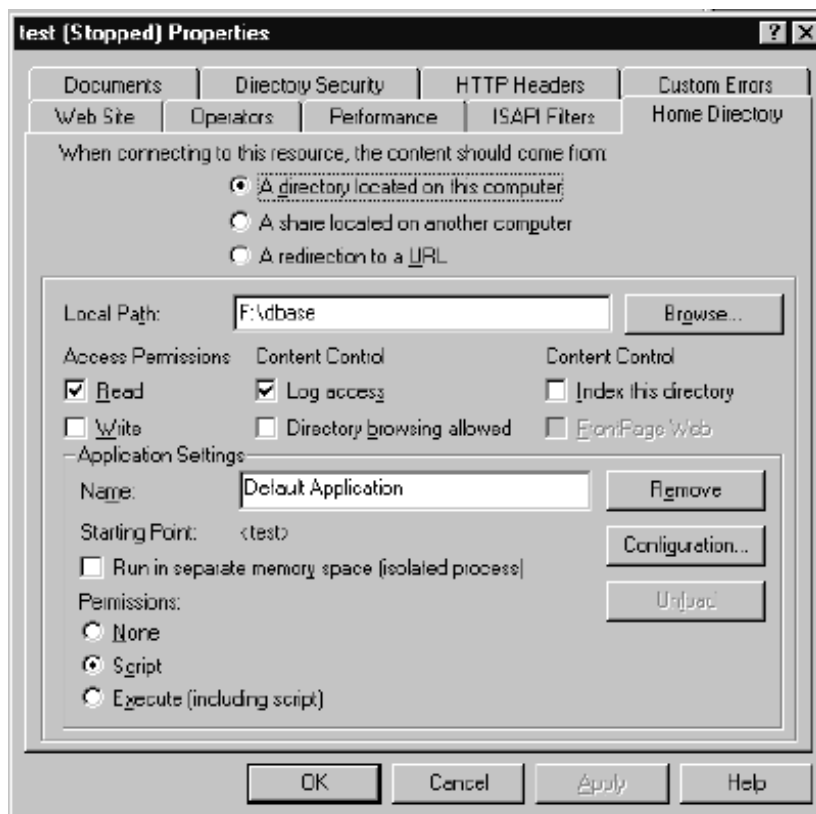 test (Stopped) Properties
Documents Directory Security HTTP Headers Custom Errors
Web Site Operators Performance ISAPI Filters Home Directory
When connecting to this resource, the content should come from:
A directory located on this computer
A share located on another computer
A redirection to a URL
Local Path: F:\dbase Browse...
Access Permissions Content Control Content Control
Read Log access Index this directory
Write Directory browsing allowed FrontPage Web
Application Settings
Name: Default Application Remove
Starting Point: <test>
Configuration...
Run in separate memory space (isolated process)
Permissions: Unload
None
Script
Execute (including script)
OK Cancel Apply Help